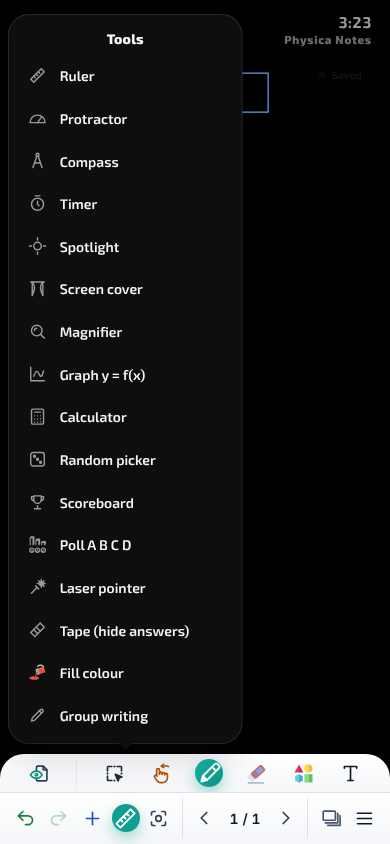 3:23
Physica Notes
Saved
Tools
Ruler
Protractor
Compass
Timer
Spotlight
Screen cover
Magnifier
Graph y = f(x)
Calculator
Random picker
Scoreboard
Poll A B C D
Laser pointer
Tape (hide answers)
Fill colour
Group writing
T
1 / 1